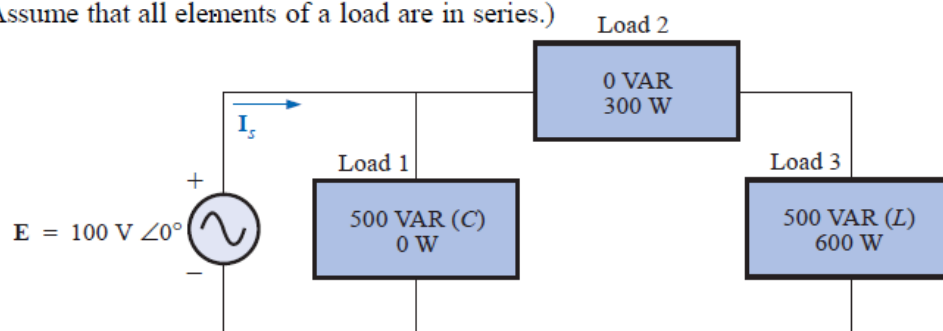 Assume that all elements of a load are in series.)
Load 2
0 VAR
300 W
I_s
Load 1
Load 3
+
500 VAR (C)
0 W
500 VAR (L)
600 W
E = 100 V ∠0°
−